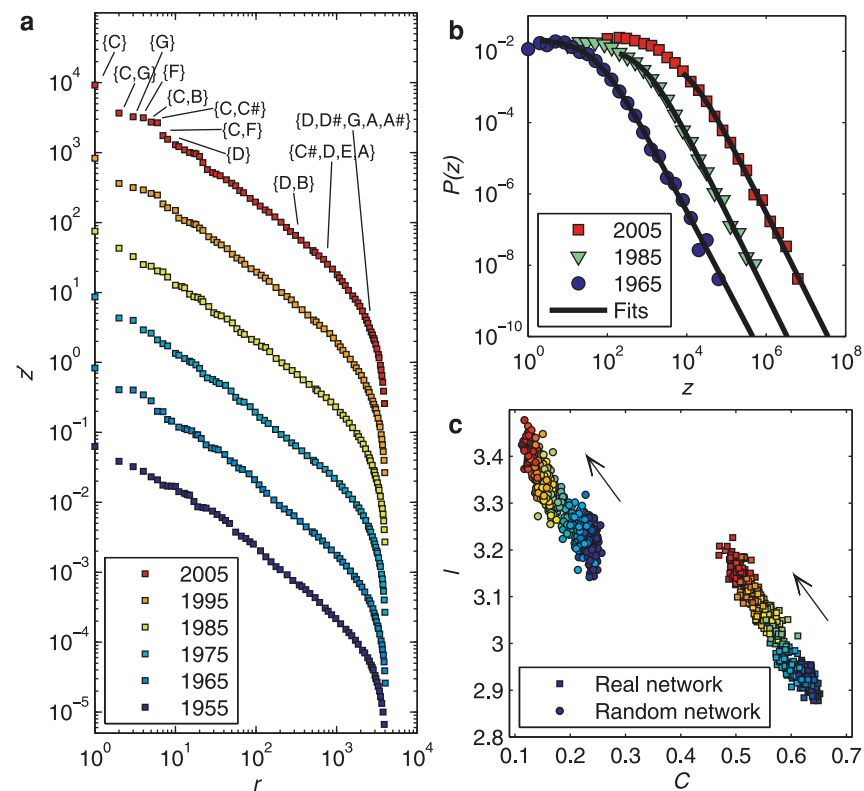 a
{C}
{G}
{C,G}
{F}
{C,B}
{C,C#}
{C,F}
{D}
{D,D#,G,A,A#}
{C#,D,E,A}
{D,B}
10^4
10^3
10^2
10^1
10^0
10^-1
10^-2
10^-3
10^-4
10^-5
z'
2005
1995
1985
1975
1965
1955
10^0
10^1
10^2
10^3
10^4
r
b
10^-2
10^-4
10^-6
10^-8
10^-10
P(z)
2005
1985
1965
Fits
10^0
10^2
10^4
10^6
10^8
z
c
3.4
3.3
3.2
3.1
3
2.9
2.8
I
Real network
Random network
0.1
0.2
0.3
0.4
0.5
0.6
0.7
C